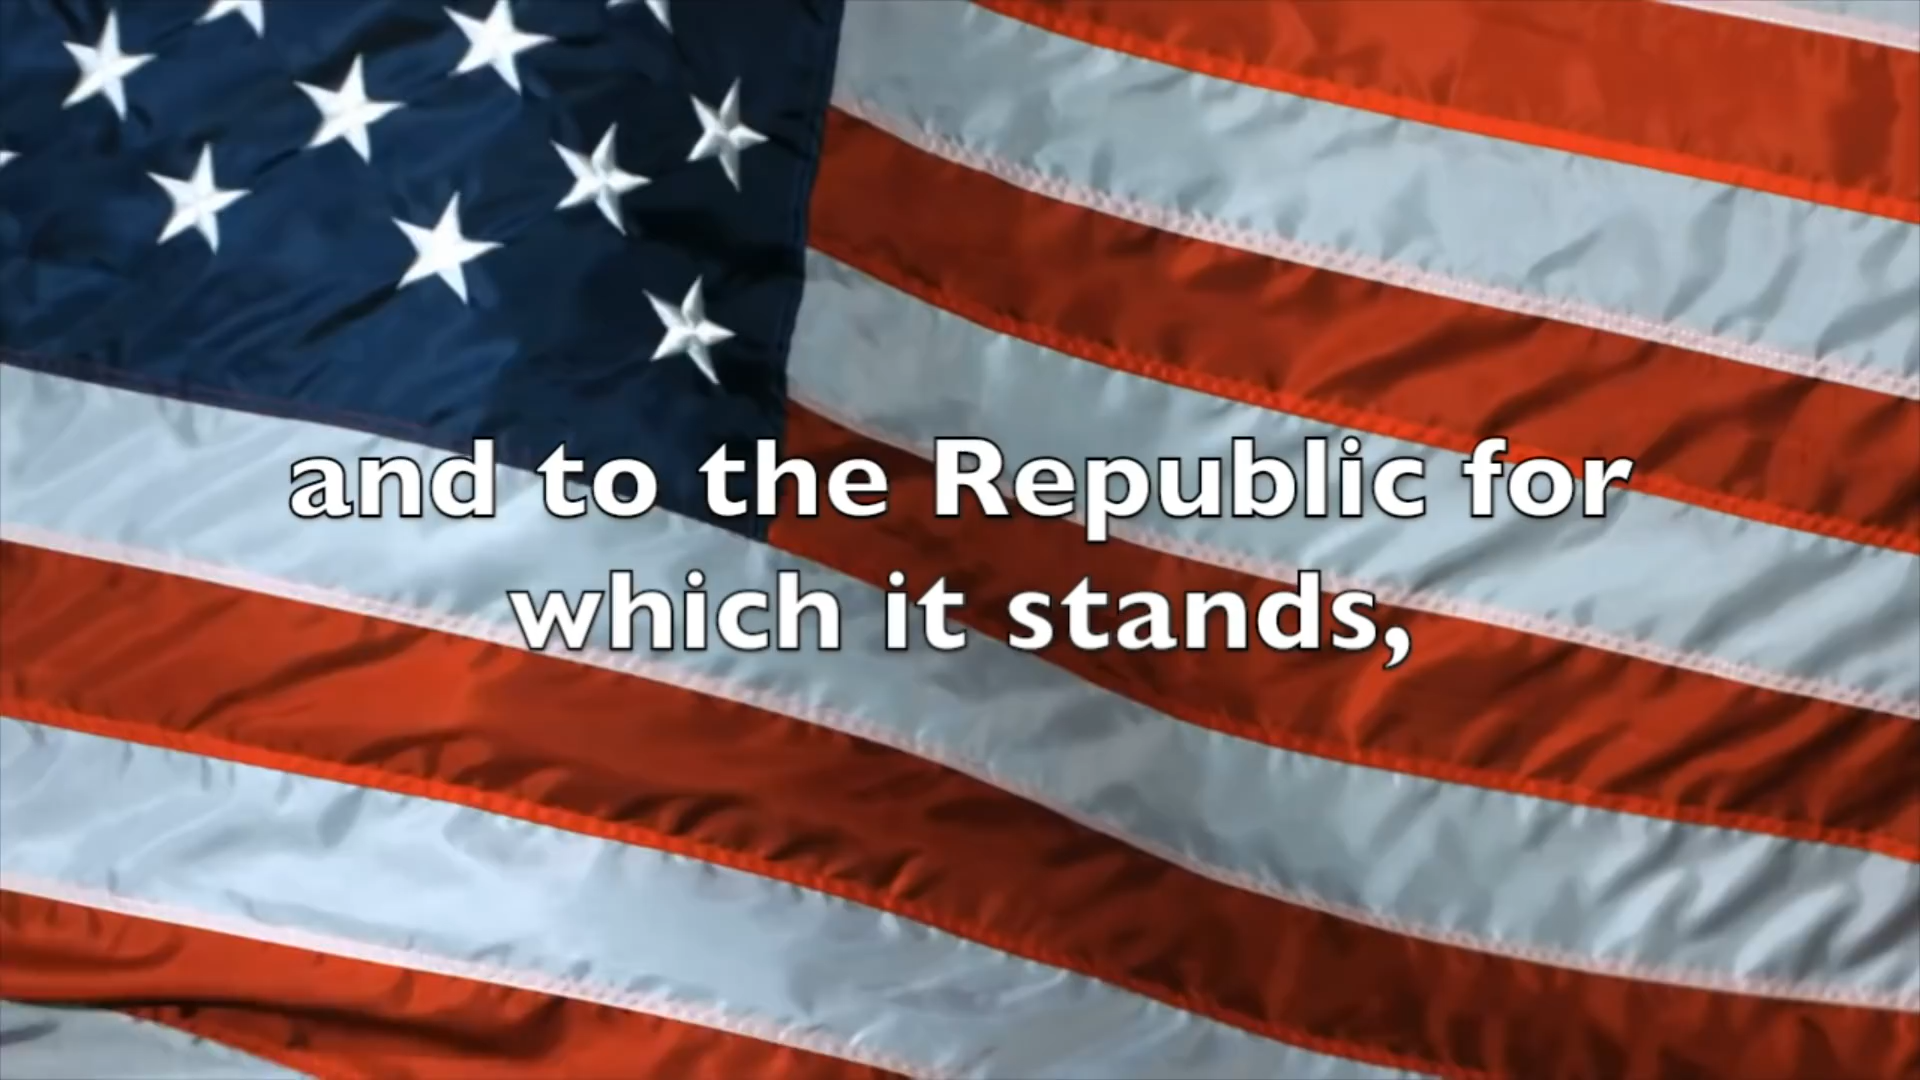 and to the Republic for
which it stands,